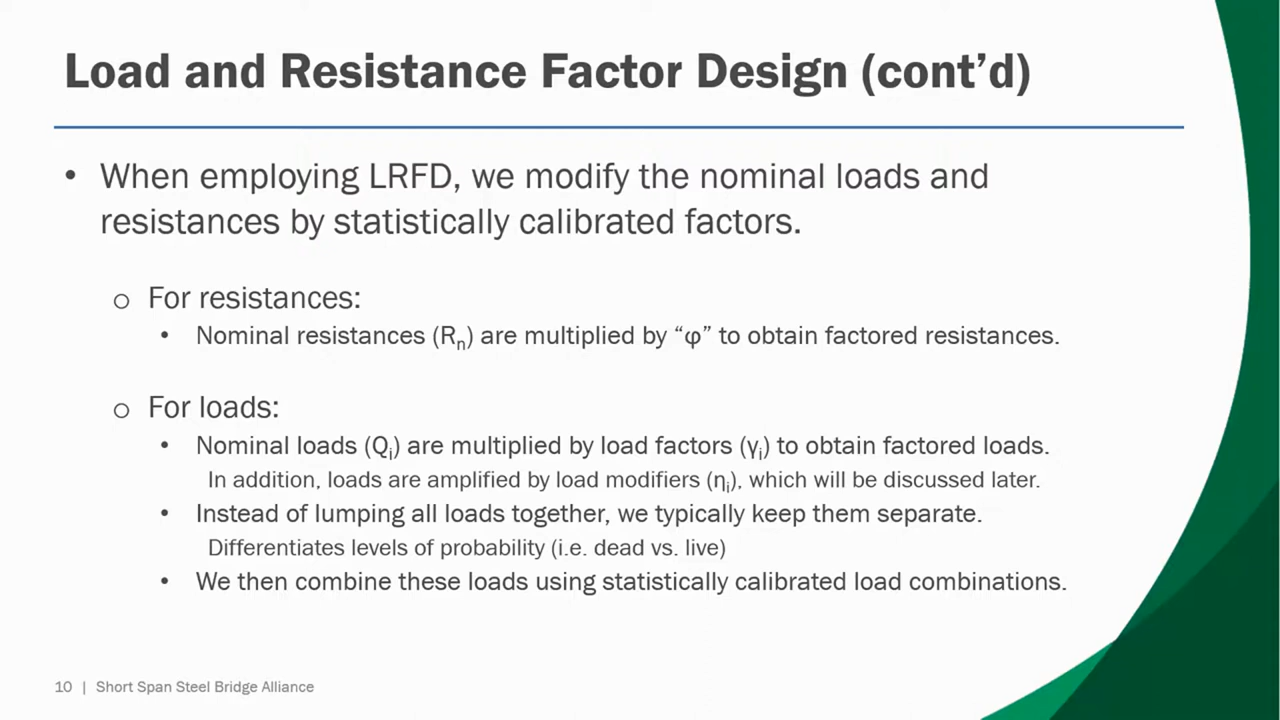 Load and Resistance Factor Design (cont’d)
• When employing LRFD, we modify the nominal loads and
resistances by statistically calibrated factors.
o For resistances:
• Nominal resistances (Rn) are multiplied by “φ” to obtain factored resistances.
o For loads:
• Nominal loads (Qi) are multiplied by load factors (γi) to obtain factored loads.
In addition, loads are amplified by load modifiers (ηi), which will be discussed later.
• Instead of lumping all loads together, we typically keep them separate.
Differentiates levels of probability (i.e. dead vs. live)
• We then combine these loads using statistically calibrated load combinations.
10 | Short Span Steel Bridge Alliance